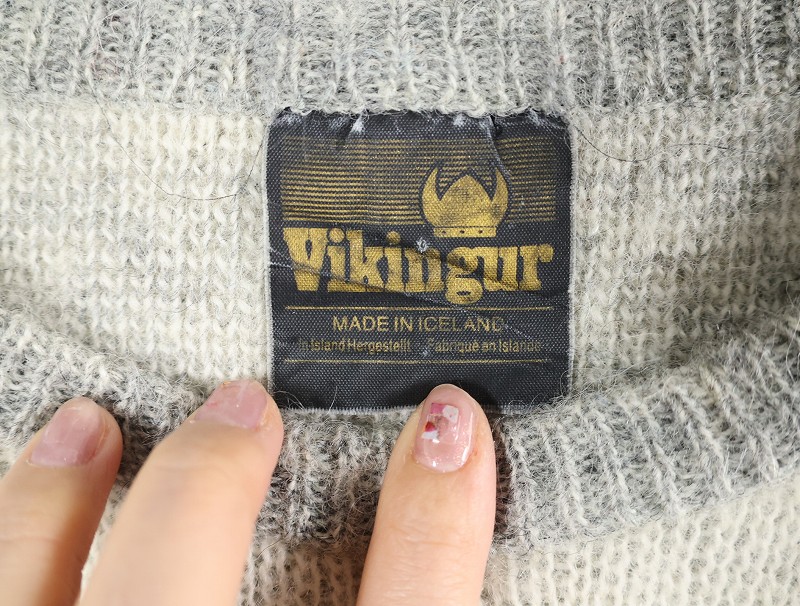 Vikingur
MADE IN ICELAND
In Island Hergestellt Fabriqué en Islande